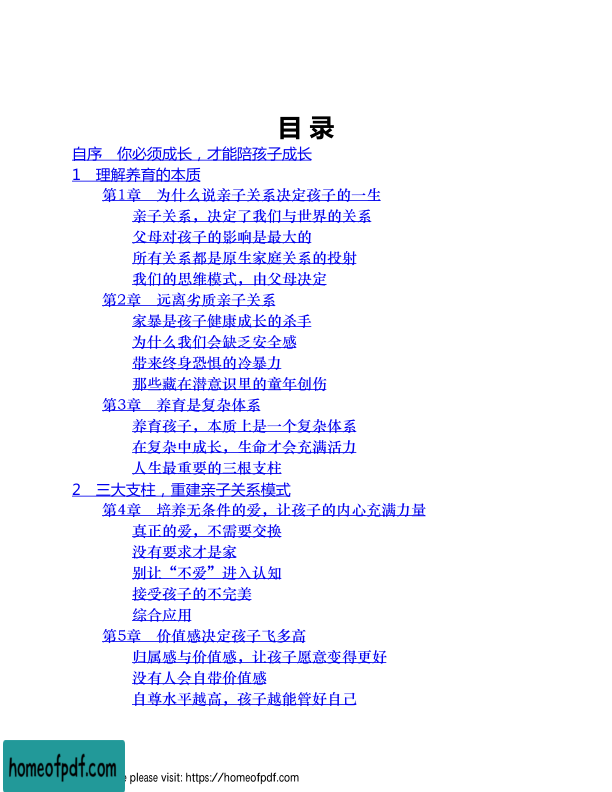 目 录
自序　你必须成长，才能陪孩子成长
1　理解养育的本质
第1章　为什么说亲子关系决定孩子的一生
亲子关系，决定了我们与世界的关系
父母对孩子的影响是最大的
所有关系都是原生家庭关系的投射
我们的思维模式，由父母决定
第2章　远离劣质亲子关系
家暴是孩子健康成长的杀手
为什么我们会缺乏安全感
带来终身恐惧的冷暴力
那些藏在潜意识里的童年创伤
第3章　养育是复杂体系
养育孩子，本质上是一个复杂体系
在复杂中成长，生命才会充满活力
人生最重要的三根支柱
2　三大支柱，重建亲子关系模式
第4章　培养无条件的爱，让孩子的内心充满力量
真正的爱，不需要交换
没有要求才是家
别让“不爱”进入认知
接受孩子的不完美
综合应用
第5章　价值感决定孩子飞多高
归属感与价值感，让孩子愿意变得更好
没有人会自带价值感
自尊水平越高，孩子越能管好自己
homeofpdf.com
please visit: https://homeofpdf.com